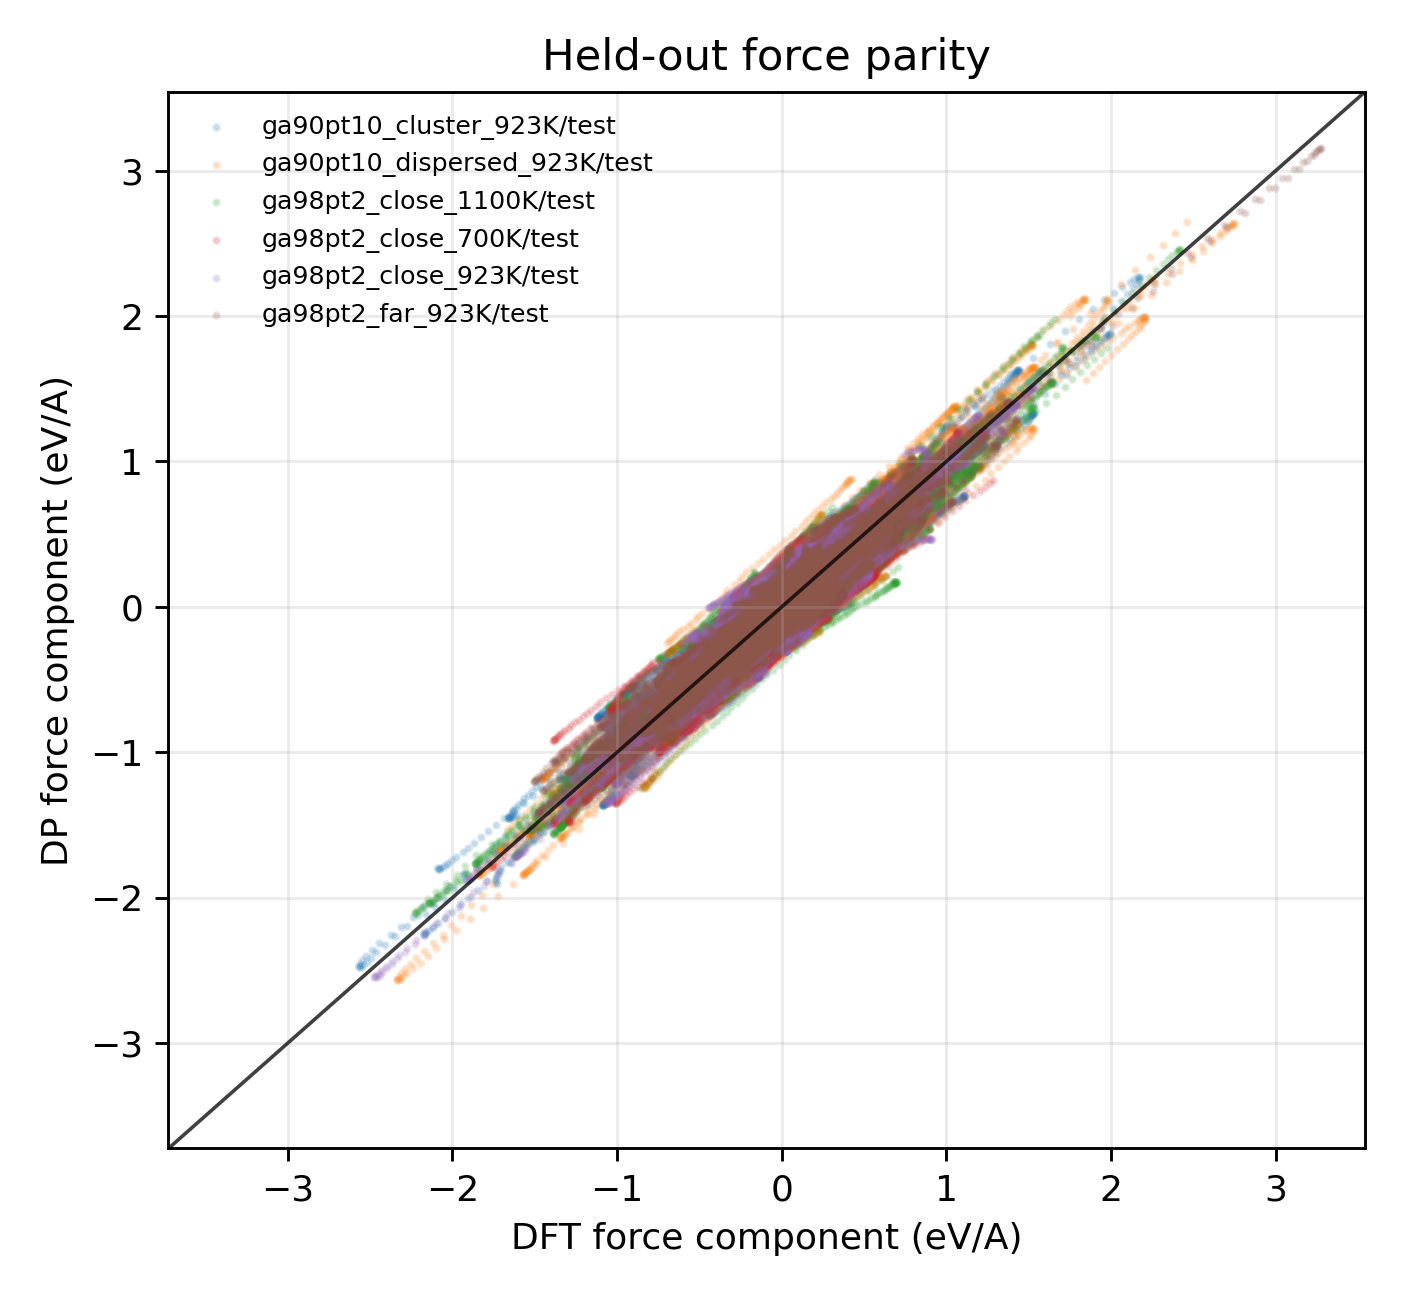 Held-out force parity
ga90pt10_cluster_923K/test
ga90pt10_dispersed_923K/test
ga98pt2_close_1100K/test
ga98pt2_close_700K/test
ga98pt2_close_923K/test
ga98pt2_far_923K/test
3
2
1
0
−1
−2
−3
DP force component (eV/A)
−3 −2 −1 0 1 2 3
DFT force component (eV/A)